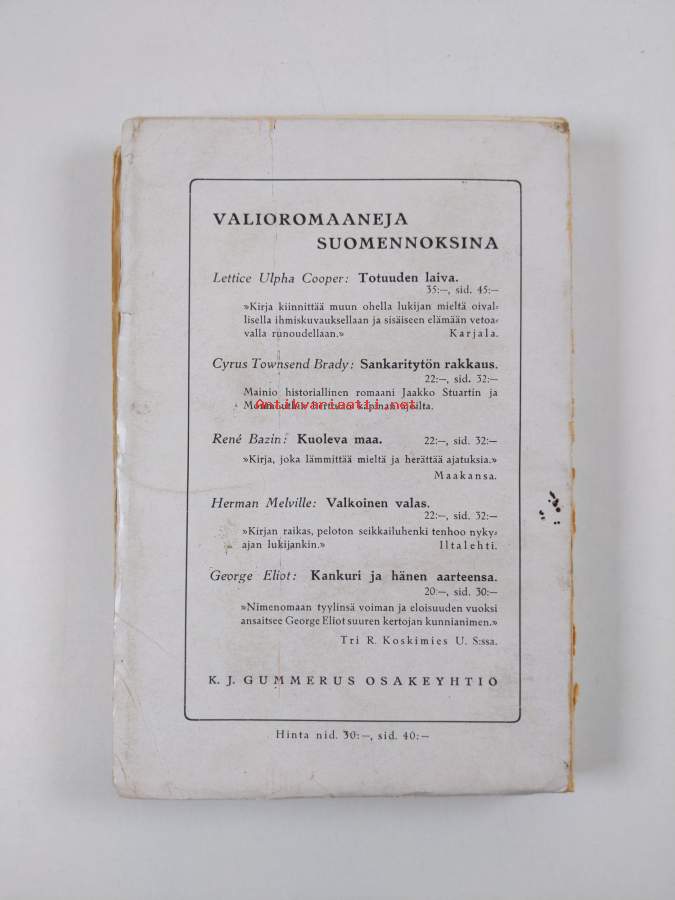 VALIOROMAANEJA
SUOMENNOKSINA
Lettice Ulpha Cooper: Totuuden laiva.
35:—, sid. 45:—
»Kirja kiinnittää muun ohella lukijan mieltä oival-
lisella ihmiskuvauksellaan ja sisäiseen elämään vetoa-
valla runoudellaan.» Karjala.
Cyrus Townsend Brady: Sankaritytön rakkaus.
22:—, sid. 32:—
Mainio historiallinen romaani Jaakko Stuartin ja
Antikvariaatti.net
René Bazin: Kuoleva maa. 22:—, sid. 32:—
»Kirja, joka lämmittää mieltä ja herättää ajatuksia.»
Maakansa.
Herman Melville: Valkoinen valas.
22:—, sid. 32:—
»Kirjan raikas, peloton seikkailuhenki tenhoo nyky-
ajan lukijankin.» Iltalehti.
George Eliot: Kankuri ja hänen aarteensa.
20:—, sid. 30:—
»Nimenomaan tyylinsä voiman ja eloisuuden vuoksi
ansaitsee George Eliot suuren kertojan kunnianimen.»
Tri R. Koskimies U. S:ssa.
K. J. GUMMERUS OSAKEYHTIÖ
Hinta nid. 30:—, sid. 40:—